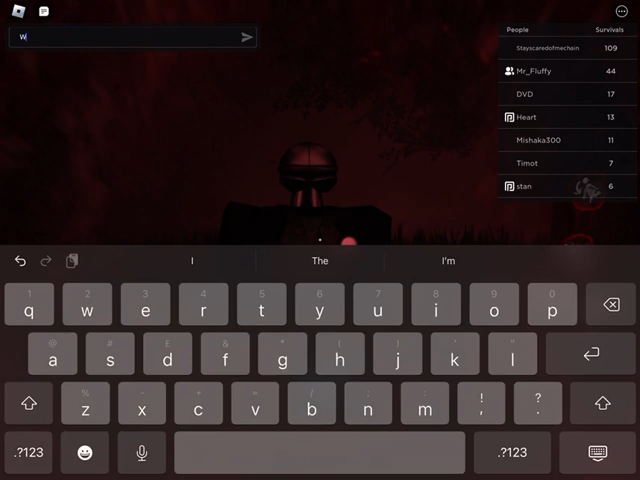 w
People Survivals
Stayscaredofmechain 109
Mr_Fluffy 44
DVD 17
Heart 13
Mishaka300 11
Timot 7
stan 6
I The I'm
1 2 3 4 5 6 7 8 9 0
q w e r t y u i o p
@ # £ & * ( ) ' "
a s d f g h j k l
% - + = / ; : ! ?
z x c v b n m , .
.?123 .?123